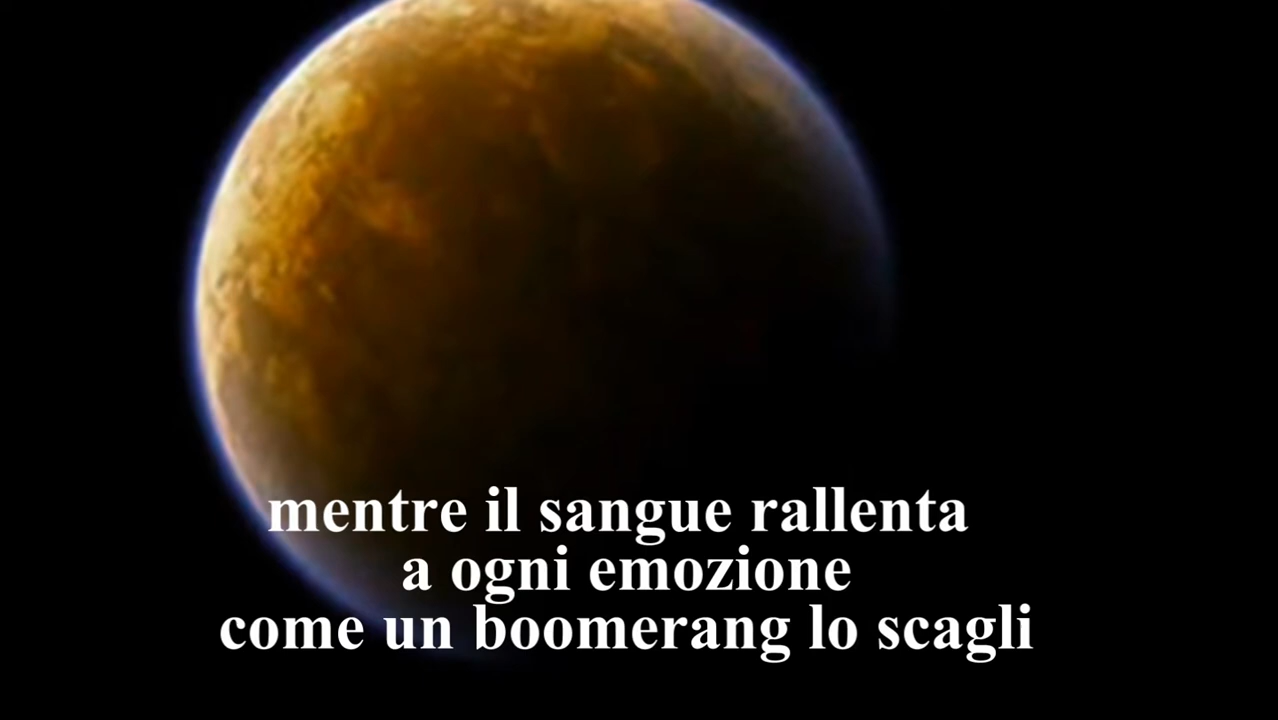 mentre il sangue rallenta
a ogni emozione
come un boomerang lo scagli